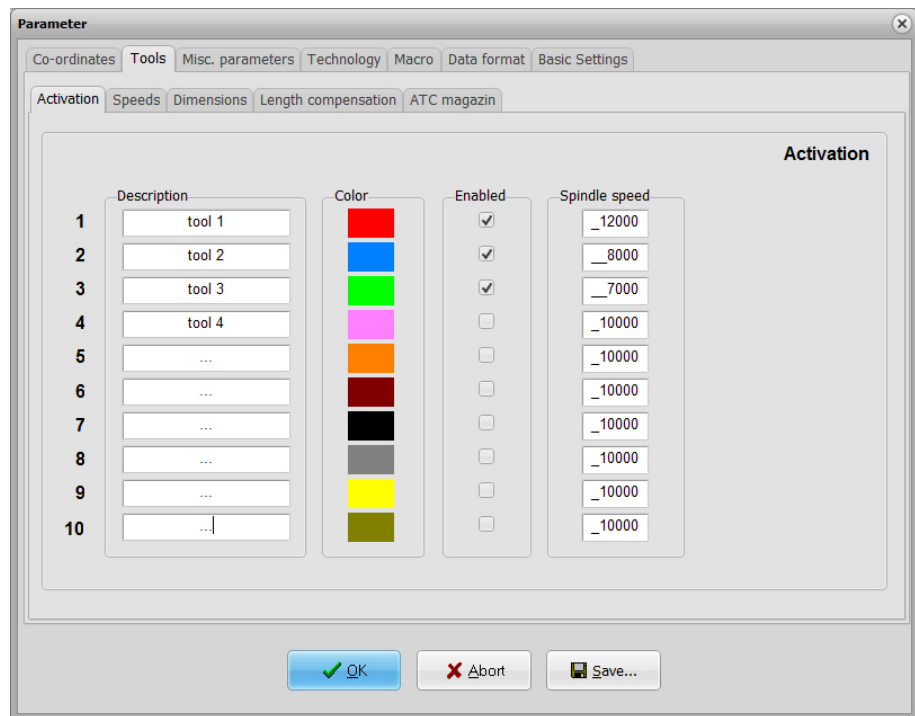 Parameter
Co-ordinates Tools Misc. parameters Technology Macro Data format Basic Settings
Activation Speeds Dimensions Length compensation ATC magazin
Activation
Description Color Enabled Spindle speed
1 tool 1 _12000
2 tool 2 __8000
3 tool 3 __7000
4 tool 4 _10000
5 ... _10000
6 ... _10000
7 ... _10000
8 ... _10000
9 ... _10000
10 ... _10000
OK Abort Save...